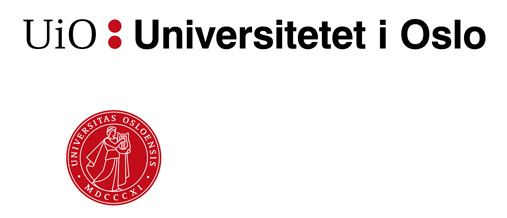 UiO : Universitetet i Oslo
UNIVERSITAS OSLOENSIS
MDCCCXI